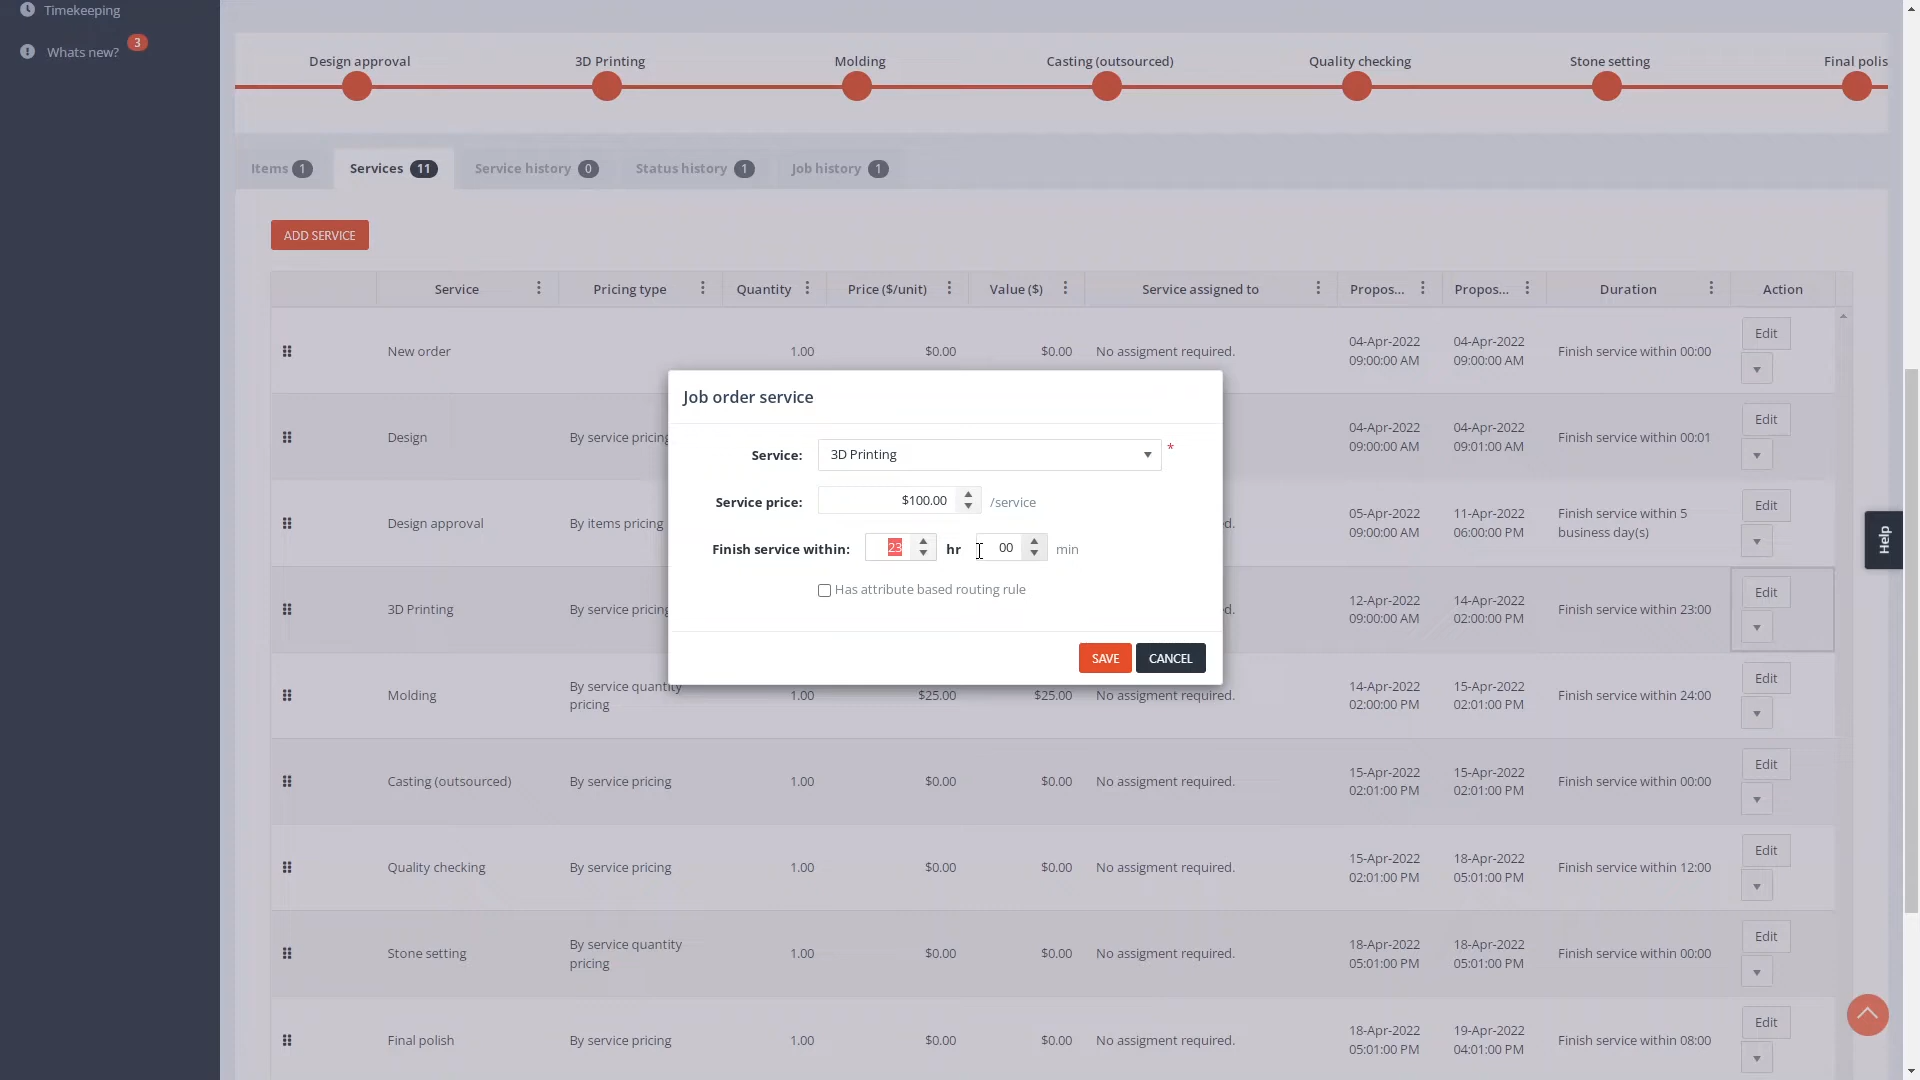 Timekeeping
Whats new? 3
Design approval 3D Printing Molding Casting (outsourced) Quality checking Stone setting Final polis
Items 1 Services 11 Service history 0 Status history 1 Job history 1
ADD SERVICE
Service Pricing type Quantity Price ($/unit) Value ($) Service assigned to Propos... Propos... Duration Action
New order 1.00 $0.00 $0.00 No assigment required. 04-Apr-2022 09:00:00 AM 04-Apr-2022 09:00:00 AM Finish service within 00:00 Edit
Design By service pricing 04-Apr-2022 09:00:00 AM 04-Apr-2022 09:01:00 AM Finish service within 00:01 Edit
Design approval By items pricing d. 05-Apr-2022 09:00:00 AM 11-Apr-2022 06:00:00 PM Finish service within 5 business day(s) Edit
3D Printing By service pricing d. 12-Apr-2022 09:00:00 AM 14-Apr-2022 02:00:00 PM Finish service within 23:00 Edit
Molding By service quantity pricing 1.00 $25.00 $25.00 No assigment required. 14-Apr-2022 02:00:00 PM 15-Apr-2022 02:01:00 PM Finish service within 24:00 Edit
Casting (outsourced) By service pricing 1.00 $0.00 $0.00 No assigment required. 15-Apr-2022 02:01:00 PM 15-Apr-2022 02:01:00 PM Finish service within 00:00 Edit
Quality checking By service pricing 1.00 $0.00 $0.00 No assigment required. 15-Apr-2022 02:01:00 PM 18-Apr-2022 05:01:00 PM Finish service within 12:00 Edit
Stone setting By service quantity pricing 1.00 $0.00 $0.00 No assigment required. 18-Apr-2022 05:01:00 PM 18-Apr-2022 05:01:00 PM Finish service within 00:00 Edit
Final polish By service pricing 1.00 $0.00 $0.00 No assigment required. 18-Apr-2022 05:01:00 PM 19-Apr-2022 04:01:00 PM Finish service within 08:00 Edit
Job order service
Service: 3D Printing *
Service price: $100.00 /service
Finish service within: 23 hr 00 min
Has attribute based routing rule
SAVE CANCEL
Help